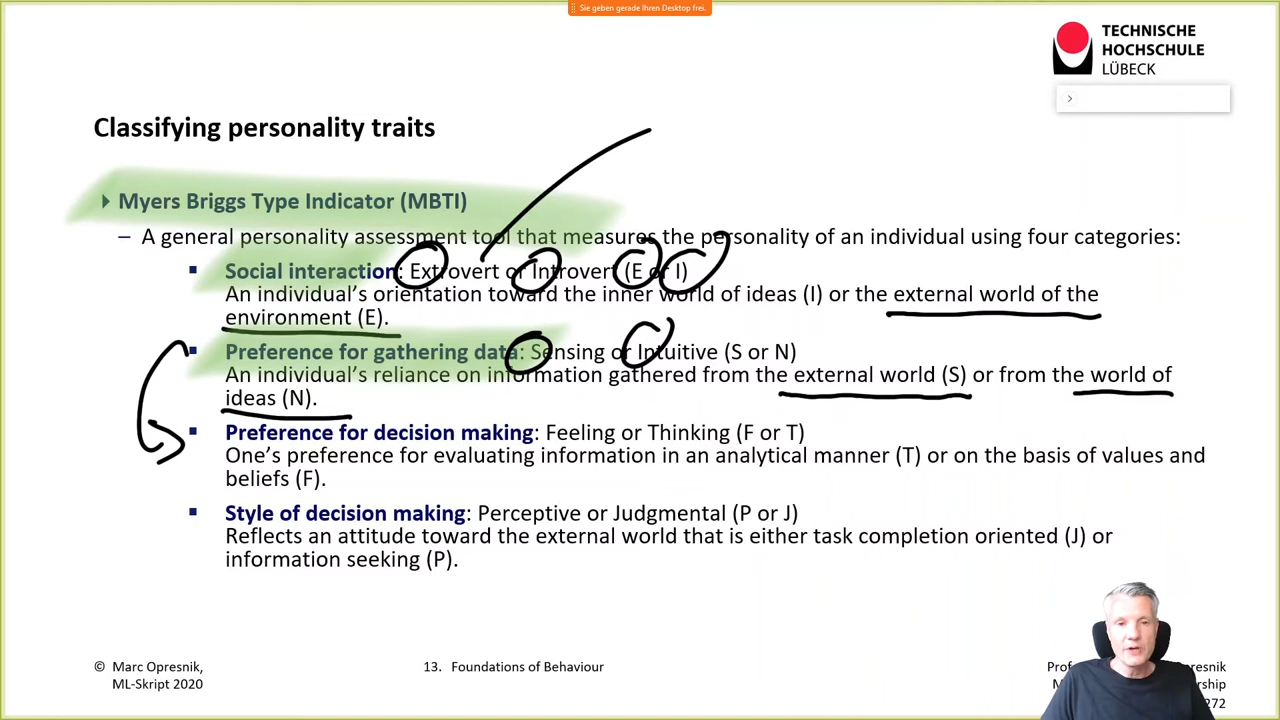 Sie geben gerade Ihren Desktop frei.
TECHNISCHE
HOCHSCHULE
LÜBECK
Classifying personality traits
Myers Briggs Type Indicator (MBTI)
– A general personality assessment tool that measures the personality of an individual using four categories:
Social interaction: Extrovert or Introvert (E or I)
An individual’s orientation toward the inner world of ideas (I) or the external world of the
environment (E).
Preference for gathering data: Sensing or Intuitive (S or N)
An individual’s reliance on information gathered from the external world (S) or from the world of
ideas (N).
Preference for decision making: Feeling or Thinking (F or T)
One’s preference for evaluating information in an analytical manner (T) or on the basis of values and
beliefs (F).
Style of decision making: Perceptive or Judgmental (P or J)
Reflects an attitude toward the external world that is either task completion oriented (J) or
information seeking (P).
© Marc Opresnik,
ML-Skript 2020
13. Foundations of Behaviour